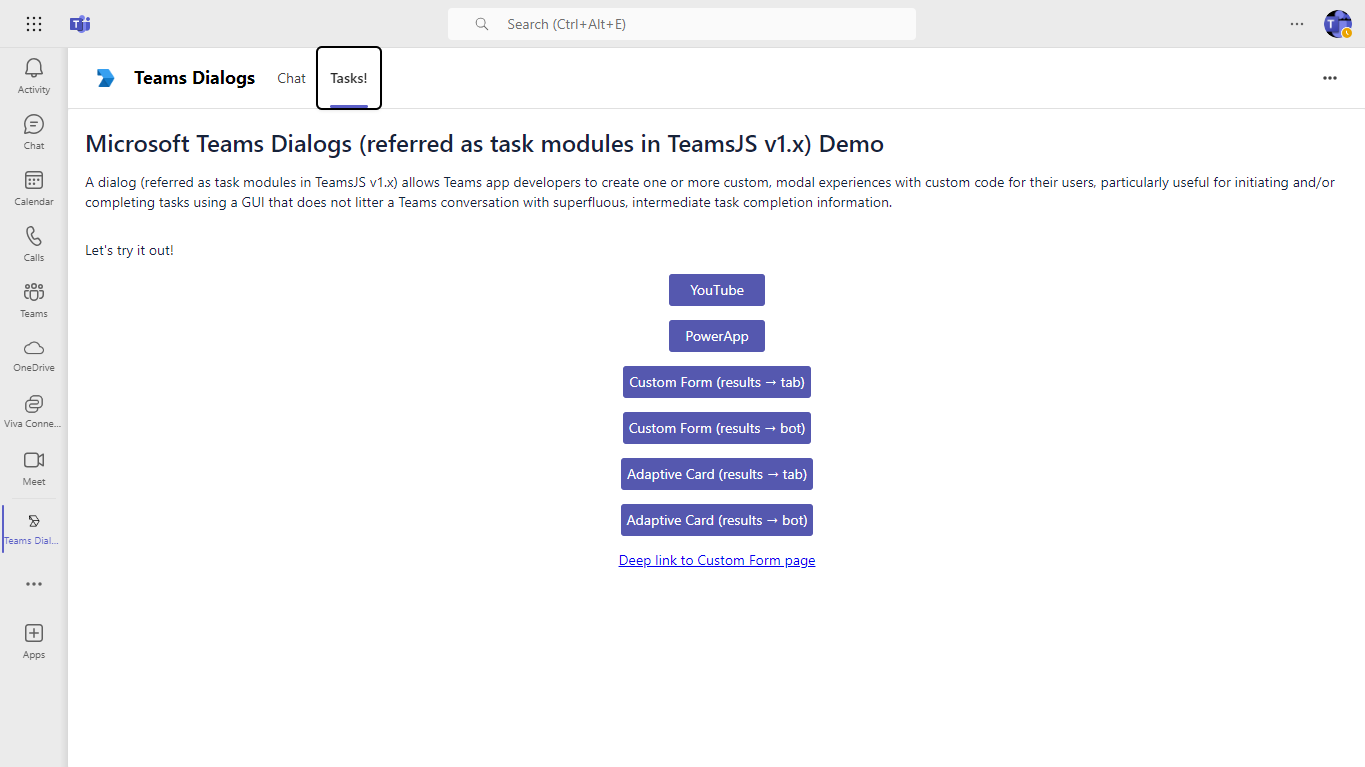 Search (Ctrl+Alt+E)
Activity
Chat
Calendar
Calls
Teams
OneDrive
Viva Conne...
Meet
Teams Dial...
Apps
Teams Dialogs Chat Tasks!
Microsoft Teams Dialogs (referred as task modules in TeamsJS v1.x) Demo
A dialog (referred as task modules in TeamsJS v1.x) allows Teams app developers to create one or more custom, modal experiences with custom code for their users, particularly useful for initiating and/or
completing tasks using a GUI that does not litter a Teams conversation with superfluous, intermediate task completion information.
Let's try it out!
YouTube
PowerApp
Custom Form (results → tab)
Custom Form (results → bot)
Adaptive Card (results → tab)
Adaptive Card (results → bot)
Deep link to Custom Form page